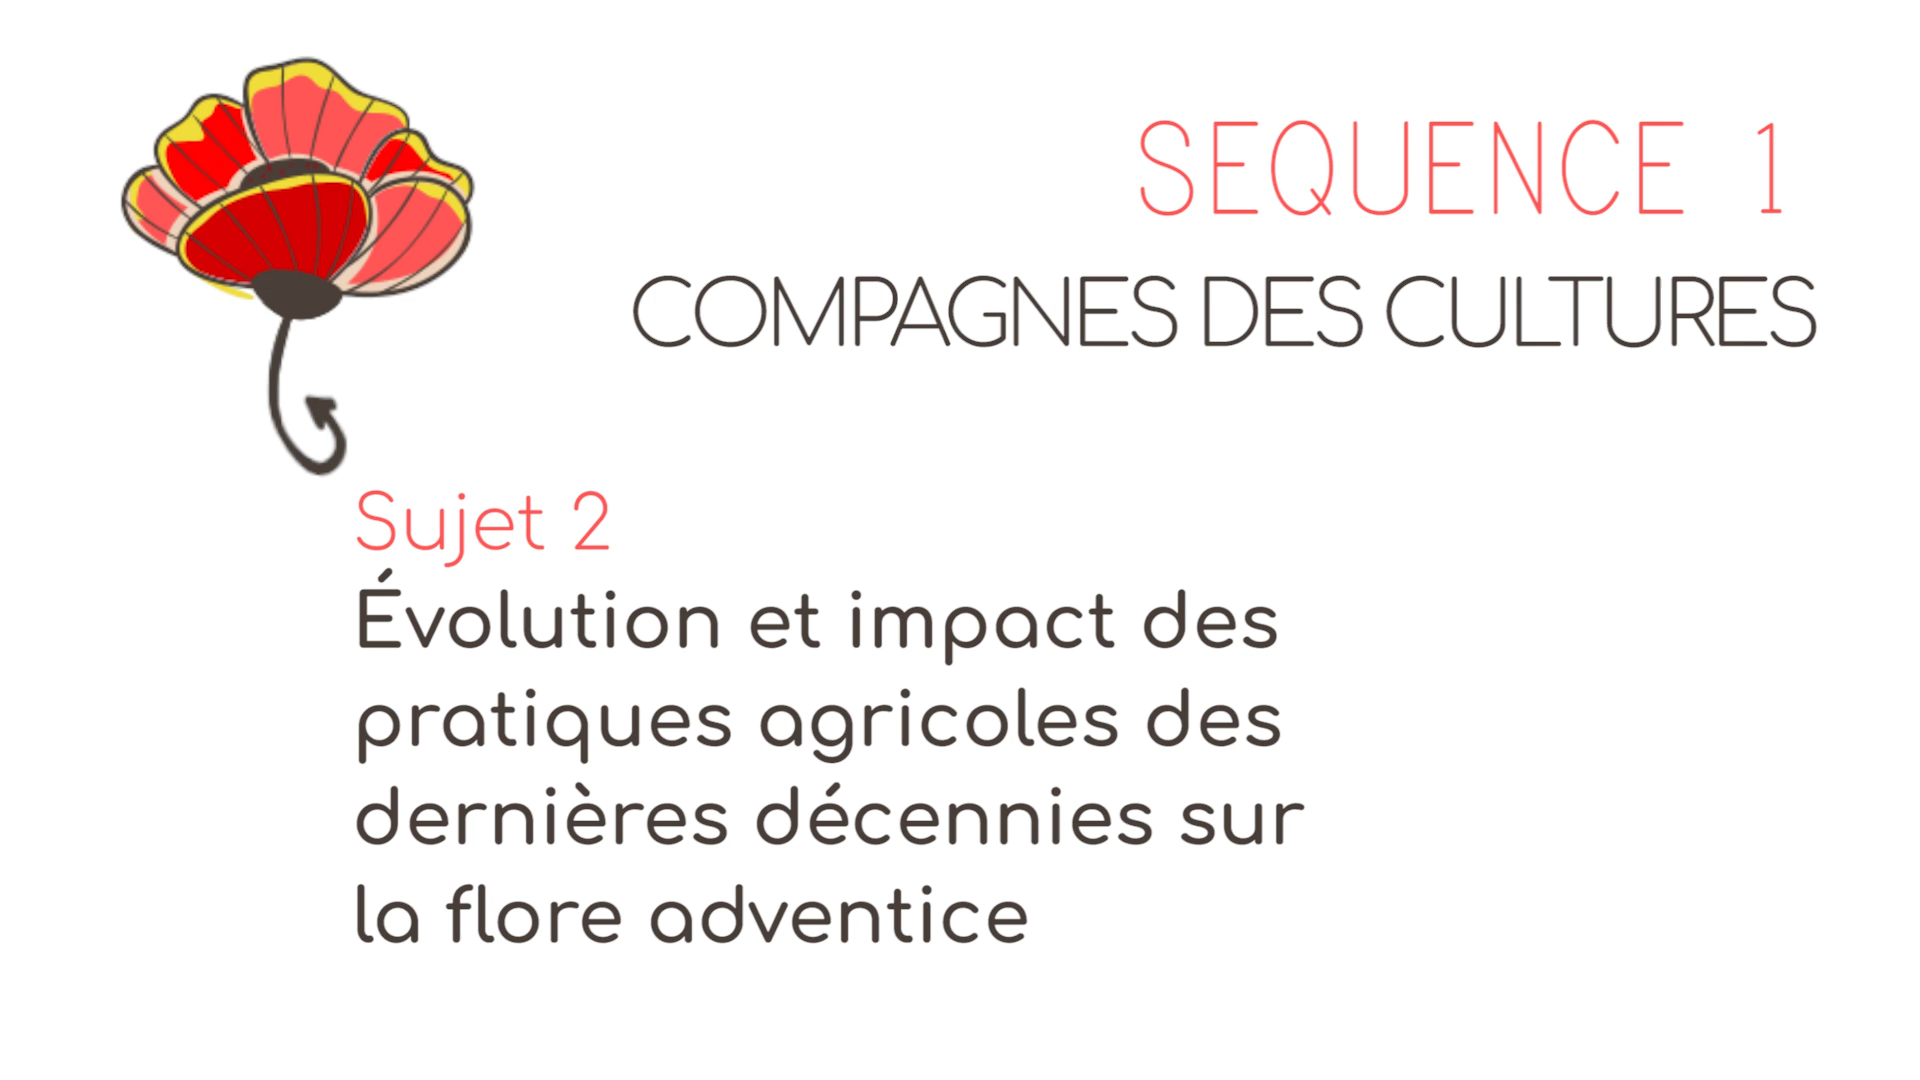 SEQUENCE 1
COMPAGNES DES CULTURES
Sujet 2
Évolution et impact des
pratiques agricoles des
dernières décennies sur
la flore adventice